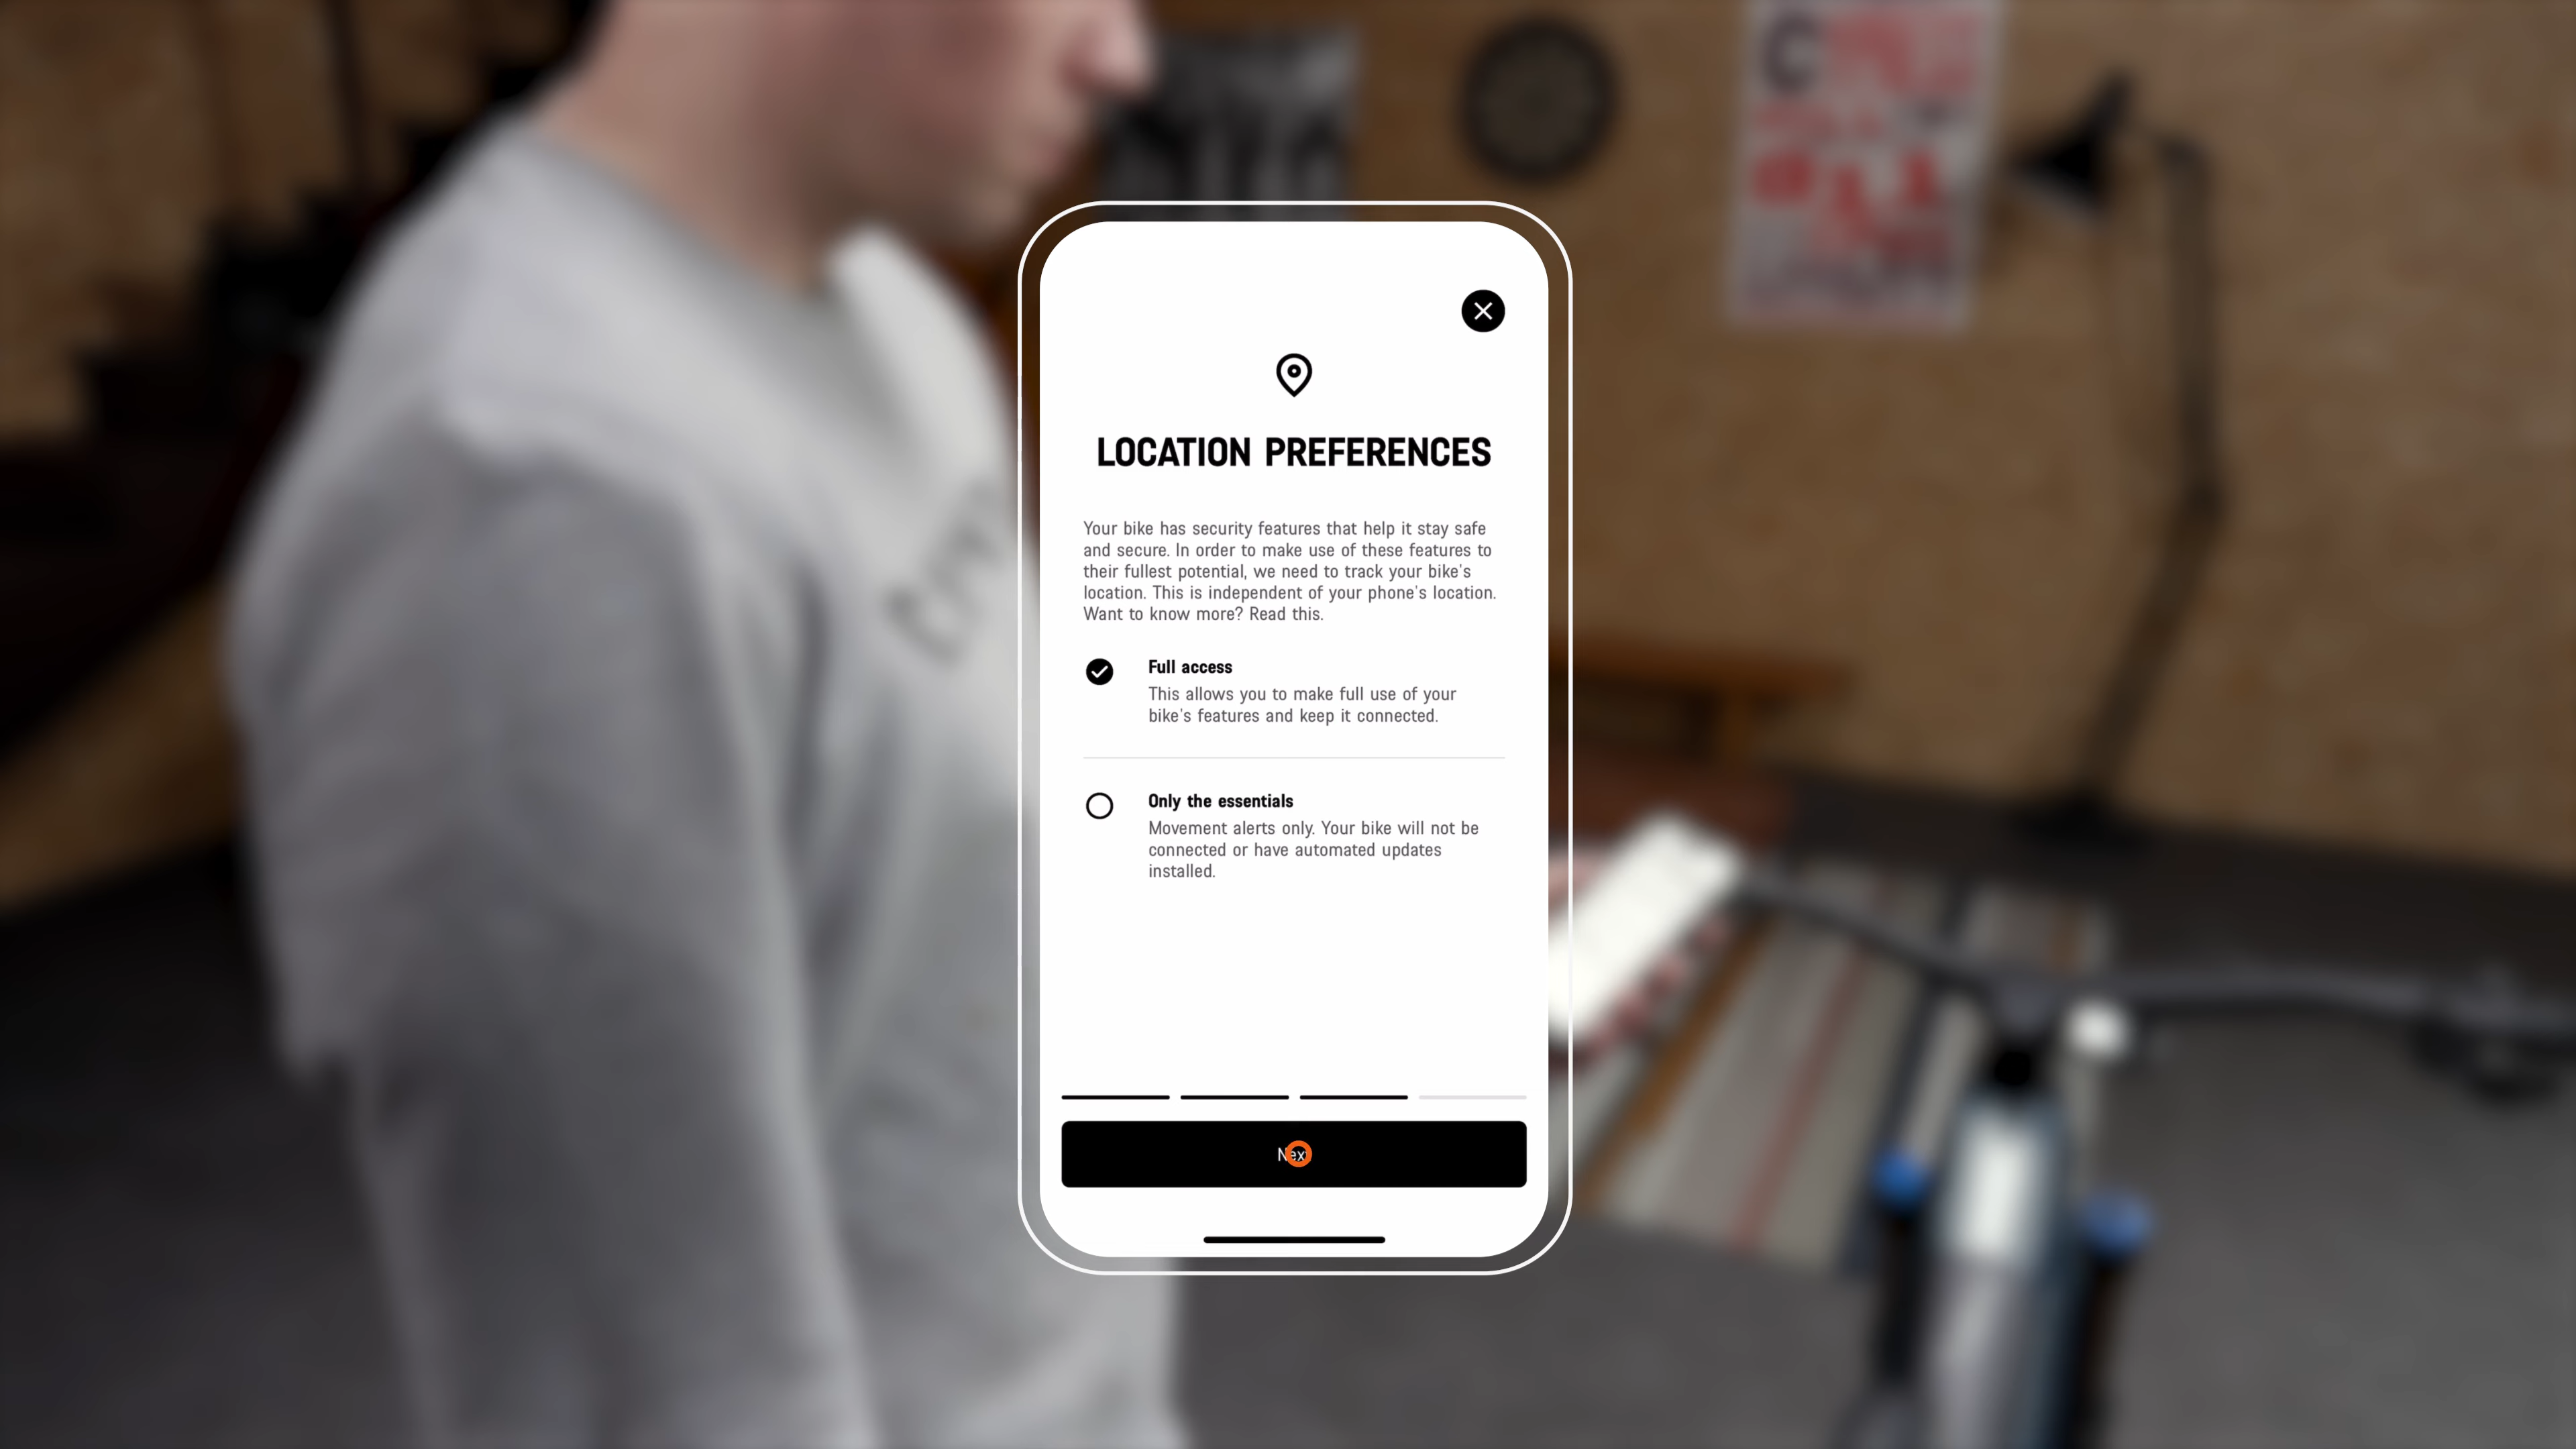 LOCATION PREFERENCES
Your bike has security features that help it stay safe
and secure. In order to make use of these features to
their fullest potential, we need to track your bike's
location. This is independent of your phone's location.
Want to know more? Read this.
Full access
This allows you to make full use of your
bike's features and keep it connected.
Only the essentials
Movement alerts only. Your bike will not be
connected or have automated updates
installed.